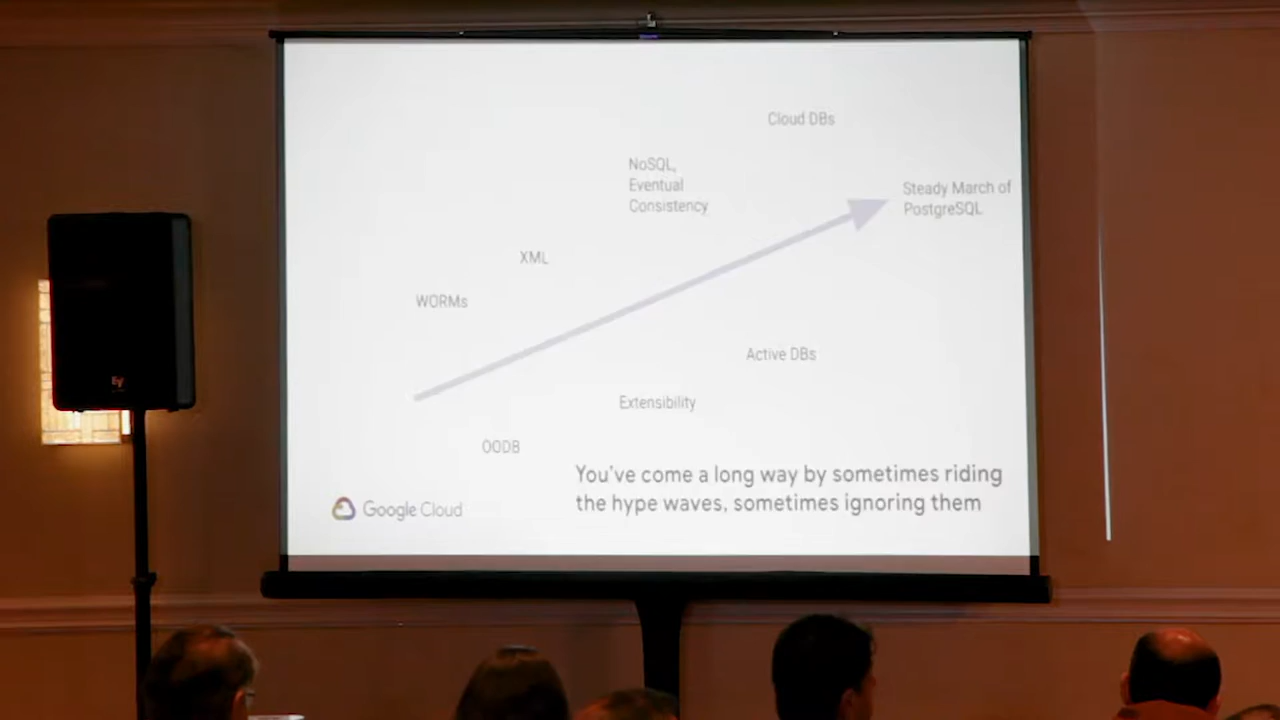 Cloud DBs
NoSQL,
Eventual
Consistency
Steady March of
PostgreSQL
XML
WORMs
Active DBs
Extensibility
OODB
You've come a long way by sometimes riding
the hype waves, sometimes ignoring them
Google Cloud
EV